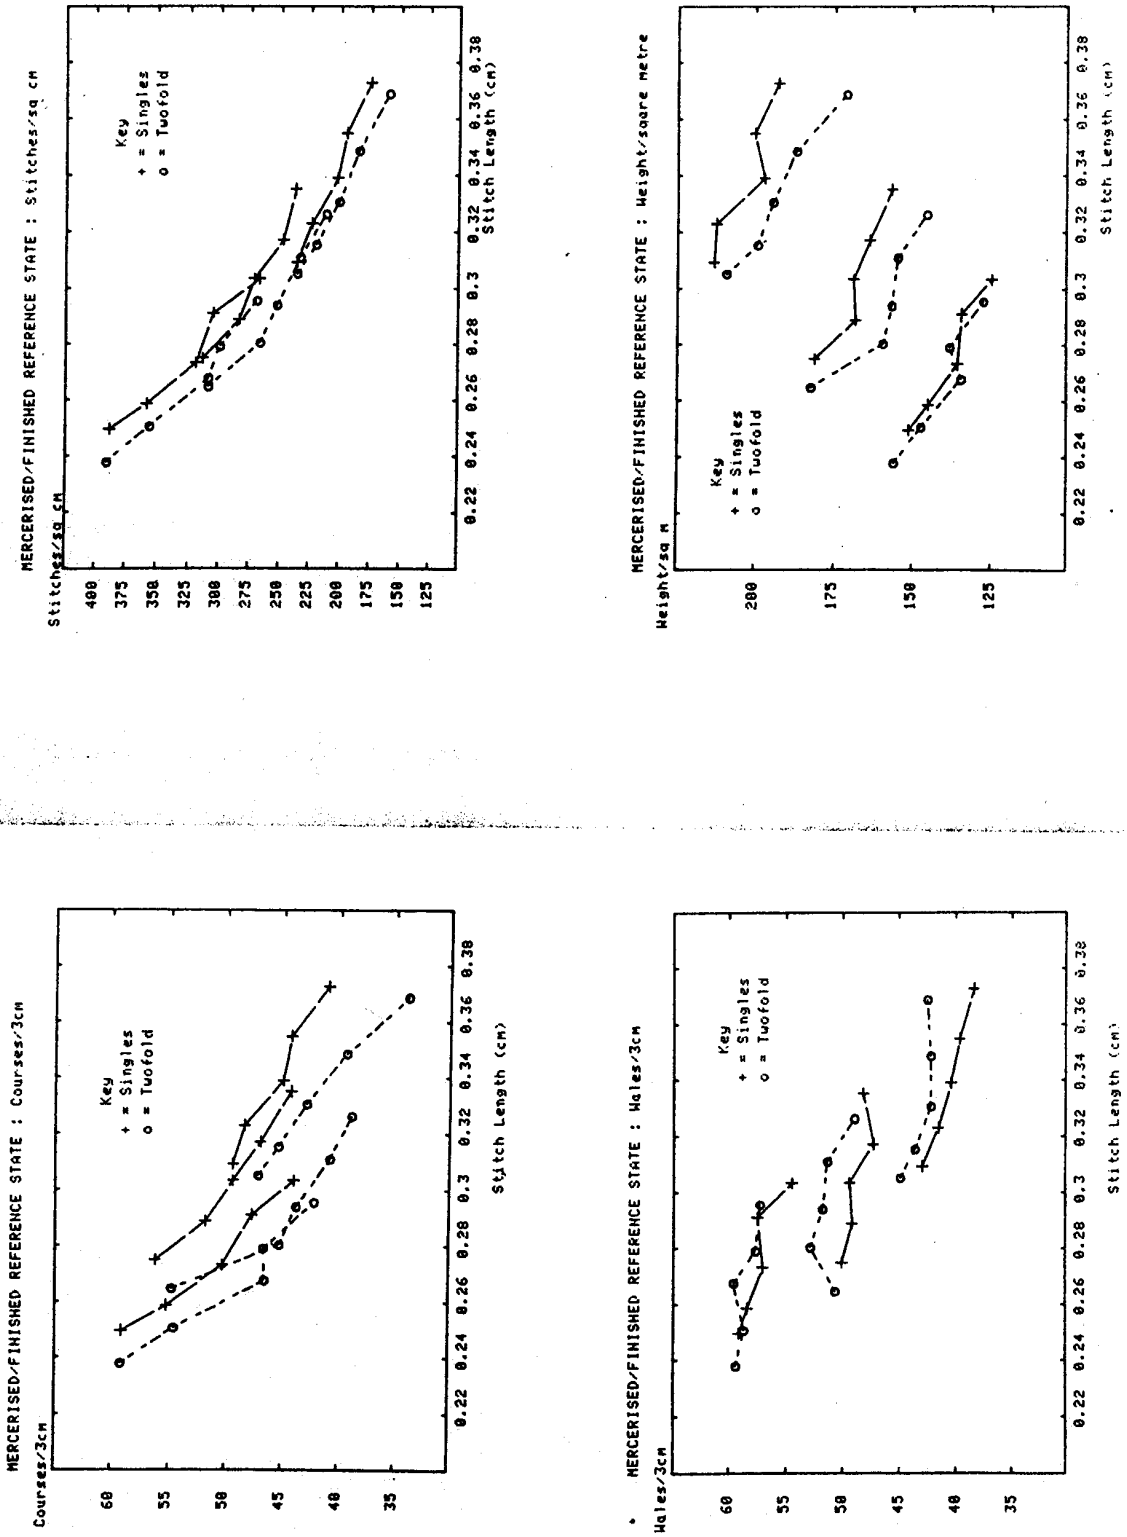 MERCERISED/FINISHED REFERENCE STATE : Courses/3cm
Courses/3cm
Key
+ = Singles
o = Twofold
60
55
50
45
40
35
0.22 0.24 0.26 0.28 0.3 0.32 0.34 0.36 0.38
Stitch Length (cm)
MERCERISED/FINISHED REFERENCE STATE : Stitches/sq cm
Stitches/sq cm
Key
+ = Singles
o = Twofold
400
375
350
325
300
275
250
225
200
175
150
125
0.22 0.24 0.26 0.28 0.3 0.32 0.34 0.36 0.38
Stitch Length (cm)
MERCERISED/FINISHED REFERENCE STATE : Wales/3cm
Wales/3cm
Key
+ = Singles
o = Twofold
60
55
50
45
40
35
0.22 0.24 0.26 0.28 0.3 0.32 0.34 0.36 0.38
Stitch Length (cm)
MERCERISED/FINISHED REFERENCE STATE : Weight/sqare metre
Weight/sq M
Key
+ = Singles
o = Twofold
200
175
150
125
0.22 0.24 0.26 0.28 0.3 0.32 0.34 0.36 0.38
Stitch Length (cm)